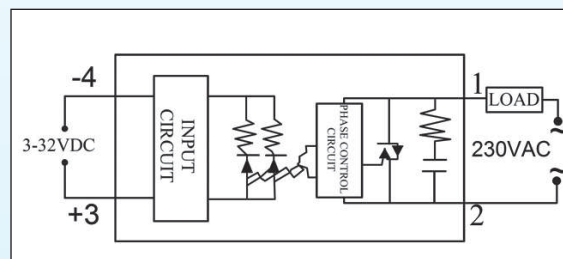 -4
3-32VDC
+3
INPUT
CIRCUIT
PHASE CONTROL
CIRCUIT
1
LOAD
~
230VAC
~
2